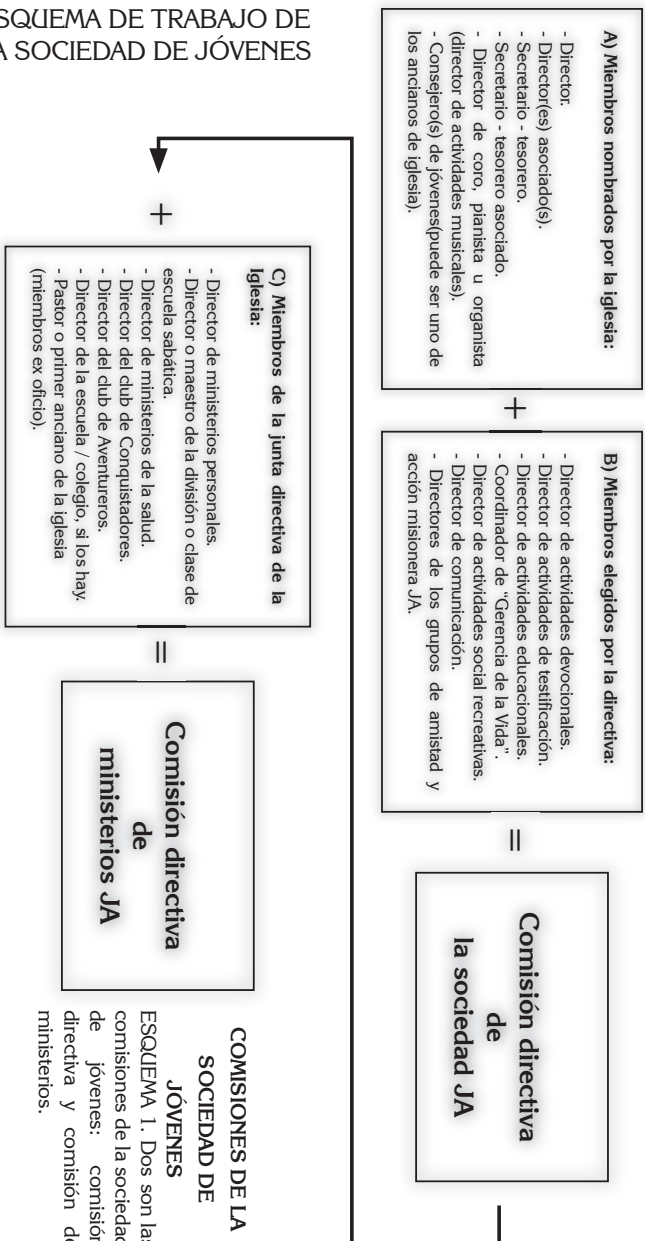 SQUEMA DE TRABAJO DE
A SOCIEDAD DE JÓVENES
A) Miembros nombrados por la iglesia:
- Director.
- Director(es) asociado(s).
- Secretario - tesorero.
- Secretario - tesorero asociado.
- Director de coro, pianista u organista
(director de actividades musicales).
- Consejero(s) de jóvenes(puede ser uno de
los ancianos de iglesia).
+
B) Miembros elegidos por la directiva:
- Director de actividades devocionales.
- Director de actividades de testificación.
- Director de actividades educacionales.
- Coordinador de “Gerencia de la Vida”.
- Director de actividades social recreativas.
- Director de comunicación.
- Directores de los grupos de amistad y
acción misionera JA.
=
Comisión directiva
de
la sociedad JA
+
C) Miembros de la junta directiva de la
Iglesia:
- Director de ministerios personales.
- Director o maestro de la división o clase de
escuela sabática.
- Director de ministerios de la salud.
- Director del club de Conquistadores.
- Director del club de Aventureros.
- Director de la escuela / colegio, si los hay.
- Pastor o primer anciano de la iglesia
(miembros ex oficio).
=
Comisión directiva
de
ministerios JA
COMISIONES DE LA
SOCIEDAD DE
JÓVENES
ESQUEMA 1. Dos son las
comisiones de la sociedad
de jóvenes: comisión
directiva y comisión de
ministerios.